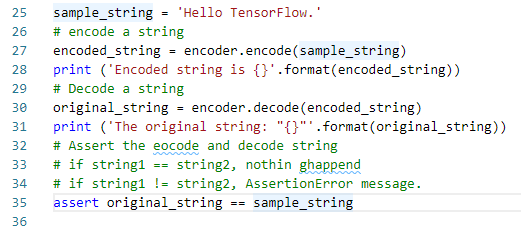 25 sample_string = 'Hello TensorFlow.'
26 # encode a string
27 encoded_string = encoder.encode(sample_string)
28 print ('Encoded string is {}'.format(encoded_string))
29 # Decode a string
30 original_string = encoder.decode(encoded_string)
31 print ('The original string: "{}"'.format(original_string))
32 # Assert the eocode and decode string
33 # if string1 == string2, nothin ghappend
34 # if string1 != string2, AssertionError message.
35 assert original_string == sample_string
36